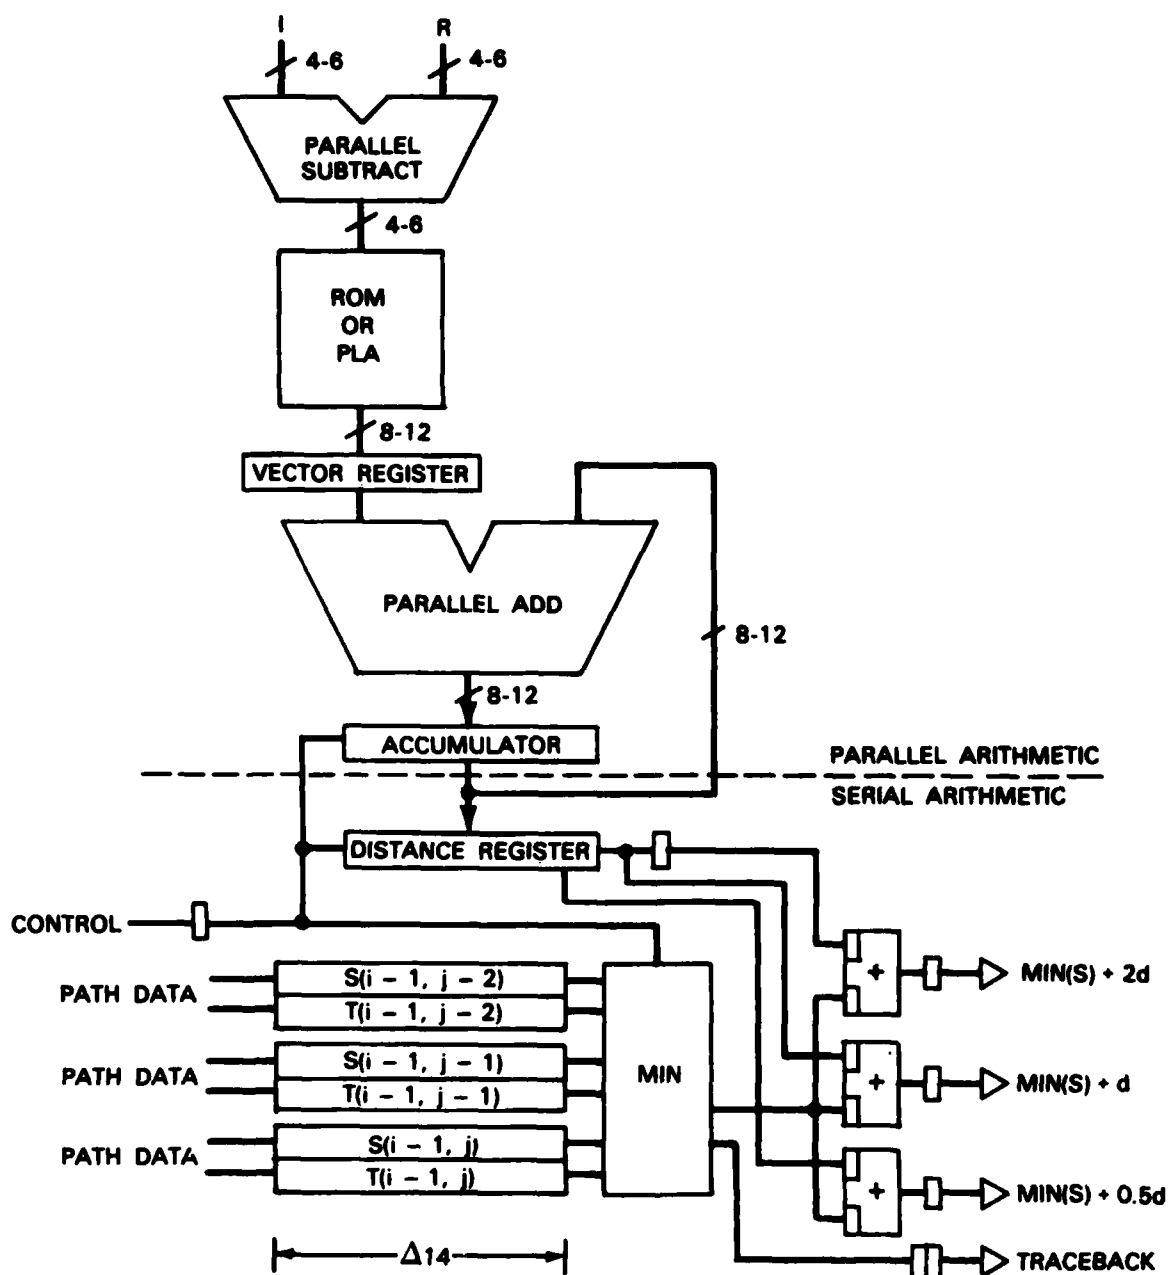 I
R
4-6
4-6
PARALLEL
SUBTRACT
4-6
ROM
OR
PLA
8-12
VECTOR REGISTER
PARALLEL ADD
8-12
8-12
ACCUMULATOR
PARALLEL ARITHMETIC
SERIAL ARITHMETIC
DISTANCE REGISTER
CONTROL
S(i - 1, j - 2)
PATH DATA
T(i - 1, j - 2)
+
MIN(S) + 2d
S(i - 1, j - 1)
PATH DATA
T(i - 1, j - 1)
MIN
+
MIN(S) + d
S(i - 1, j)
PATH DATA
T(i - 1, j)
+
MIN(S) + 0.5d
Δ14
TRACEBACK